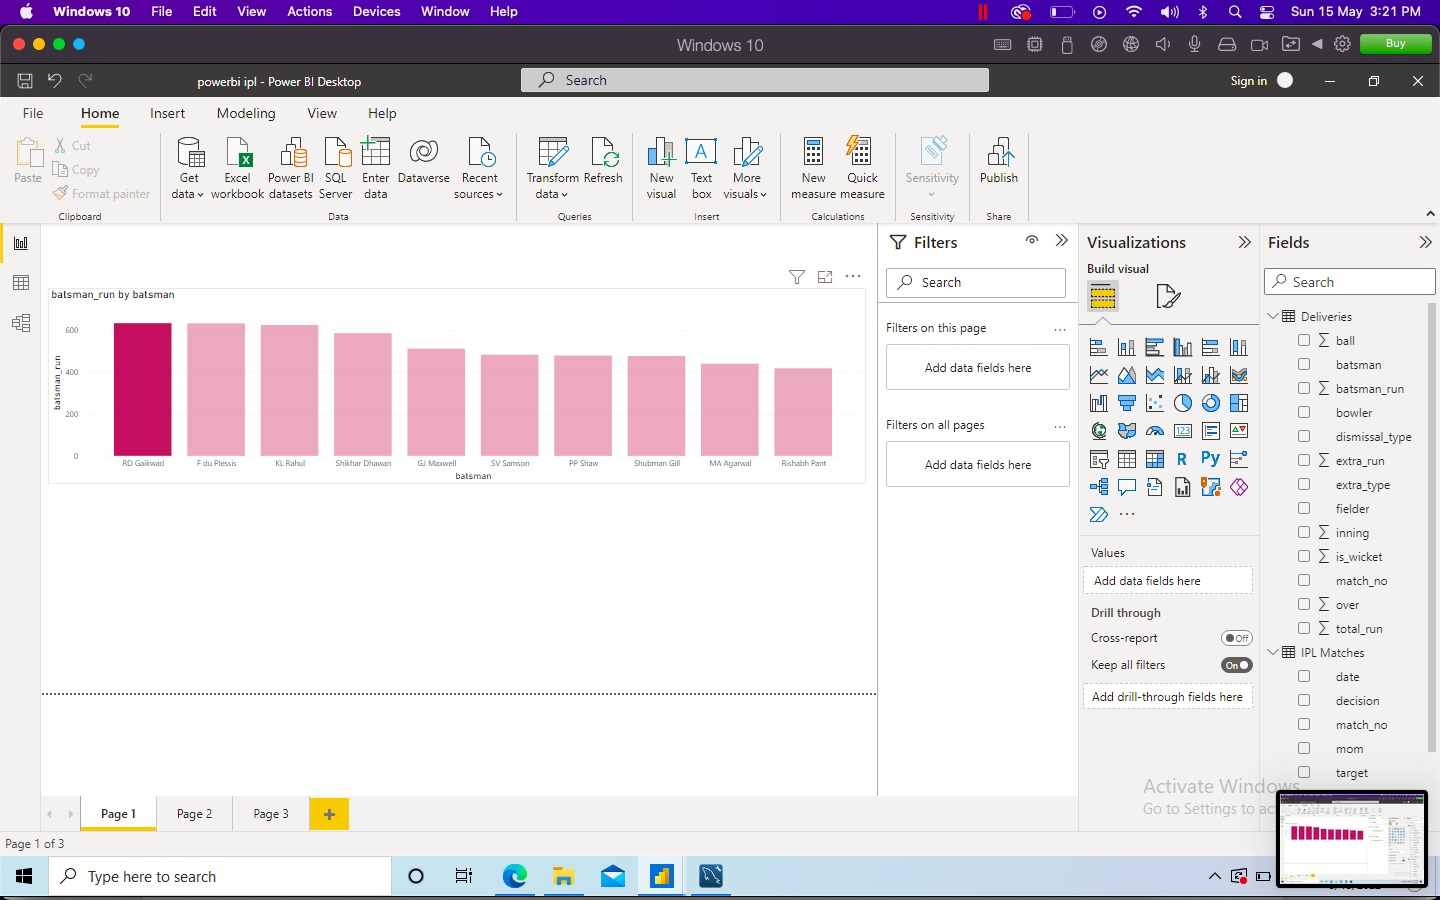 Windows 10 File Edit View Actions Devices Window Help Sun 15 May 3:21 PM
Windows 10 Buy
powerbi ipl - Power BI Desktop Search Sign in
File Home Insert Modeling View Help
Paste
Cut
Copy
Format painter
Clipboard
Get data
Excel workbook
Power BI datasets
SQL Server
Enter data
Dataverse
Recent sources
Data
Transform data
Refresh
Queries
New visual
Text box
More visuals
Insert
New measure
Quick measure
Calculations
Sensitivity
Sensitivity
Publish
Share
batsman_run by batsman
batsman_run
600
400
200
0
RD Gaikwad F du Plessis KL Rahul Shikhar Dhawan GJ Maxwell SV Samson PP Shaw Shubman Gill MA Agarwal Rishabh Pant
batsman
Filters
Search
Filters on this page
Add data fields here
Filters on all pages
Add data fields here
Visualizations
Build visual
123
R Py
Values
Add data fields here
Drill through
Cross-report Off
Keep all filters On
Add drill-through fields here
Fields
Search
Deliveries
ball
batsman
batsman_run
bowler
dismissal_type
extra_run
extra_type
fielder
inning
is_wicket
match_no
over
total_run
IPL Matches
date
decision
match_no
mom
target
Activate Windows
Go to Settings to ac
Page 1 Page 2 Page 3
Page 1 of 3
Type here to search